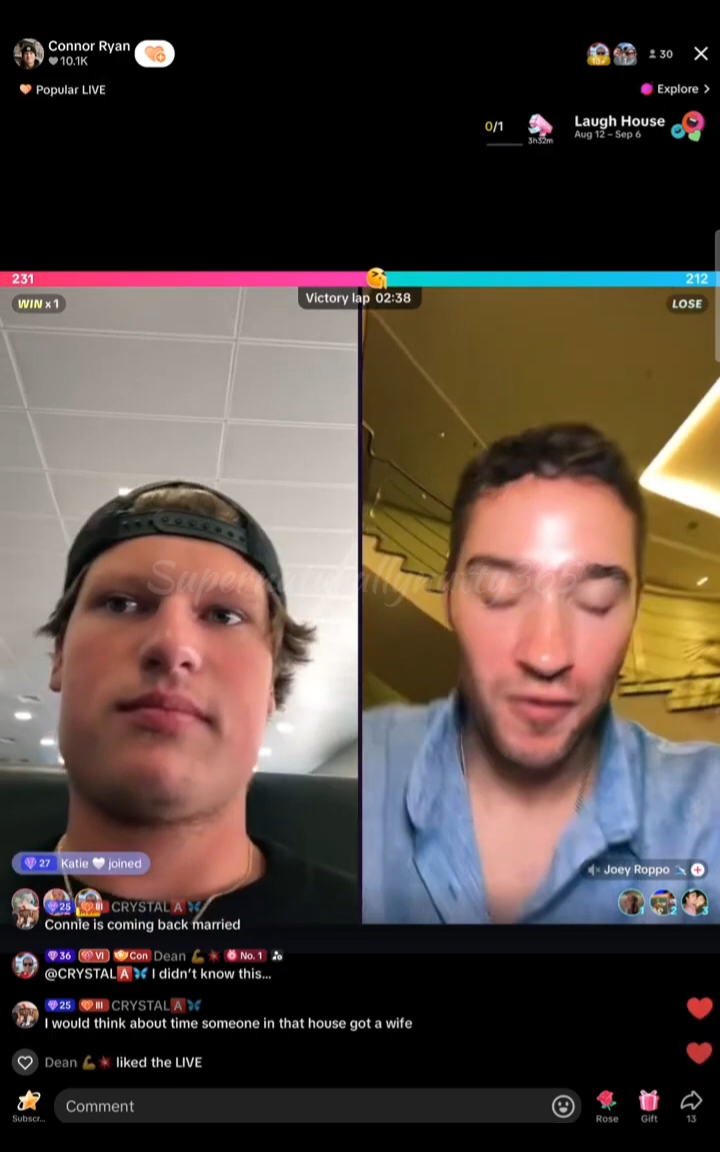 Connor Ryan
10.1K
30
Popular LIVE
Explore >
0/1
3h32m
Laugh House
Aug 12 – Sep 6
231
212
WIN x 1
Victory lap 02:38
LOSE
27 Katie 🤍 joined
Joey Roppo
1 2 3
25 III CRYSTAL🅰🦋
Connie is coming back married
36 VI Con Dean 💪💥 No. 1
@CRYSTAL🅰🦋 I didn't know this...
25 III CRYSTAL🅰🦋
I would think about time someone in that house got a wife
Dean 💪💥 liked the LIVE
Subscr...
Comment
Rose
Gift
13